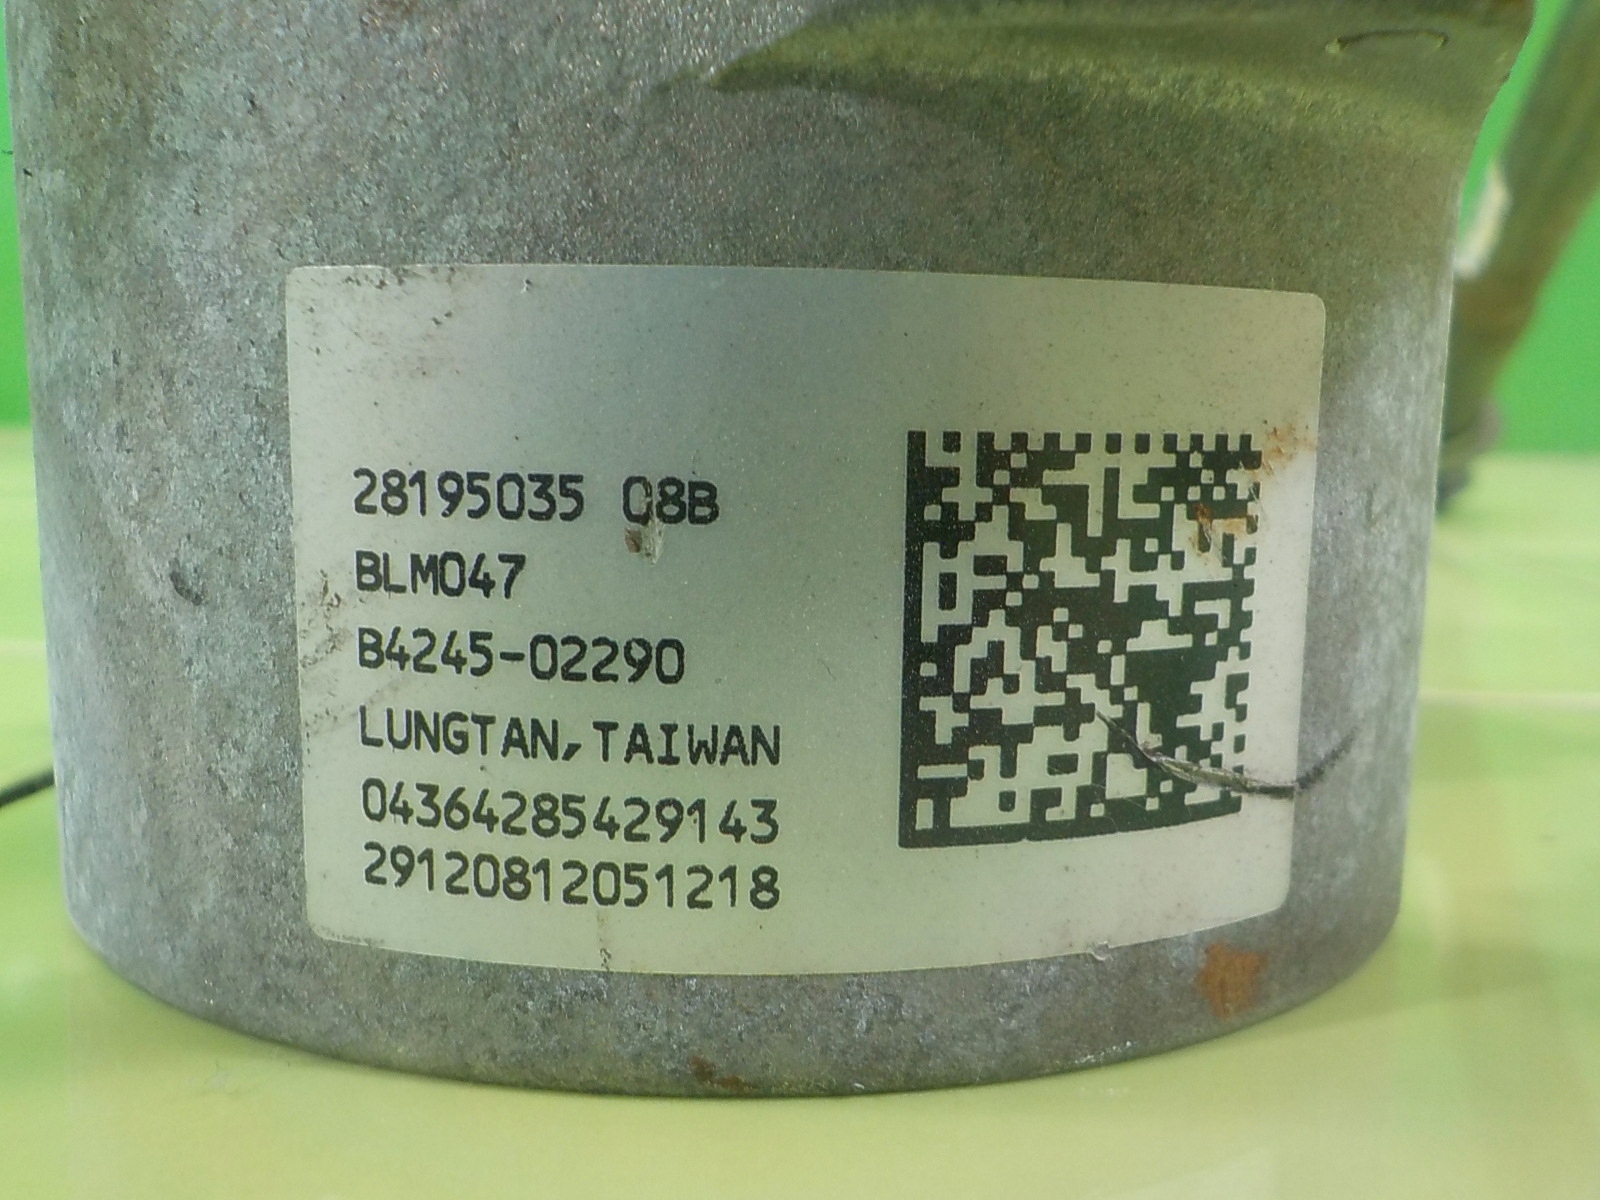 28195035 08B
BLM047
B4245-02290
LUNGTAN, TAIWAN
04364285429143
29120812051218